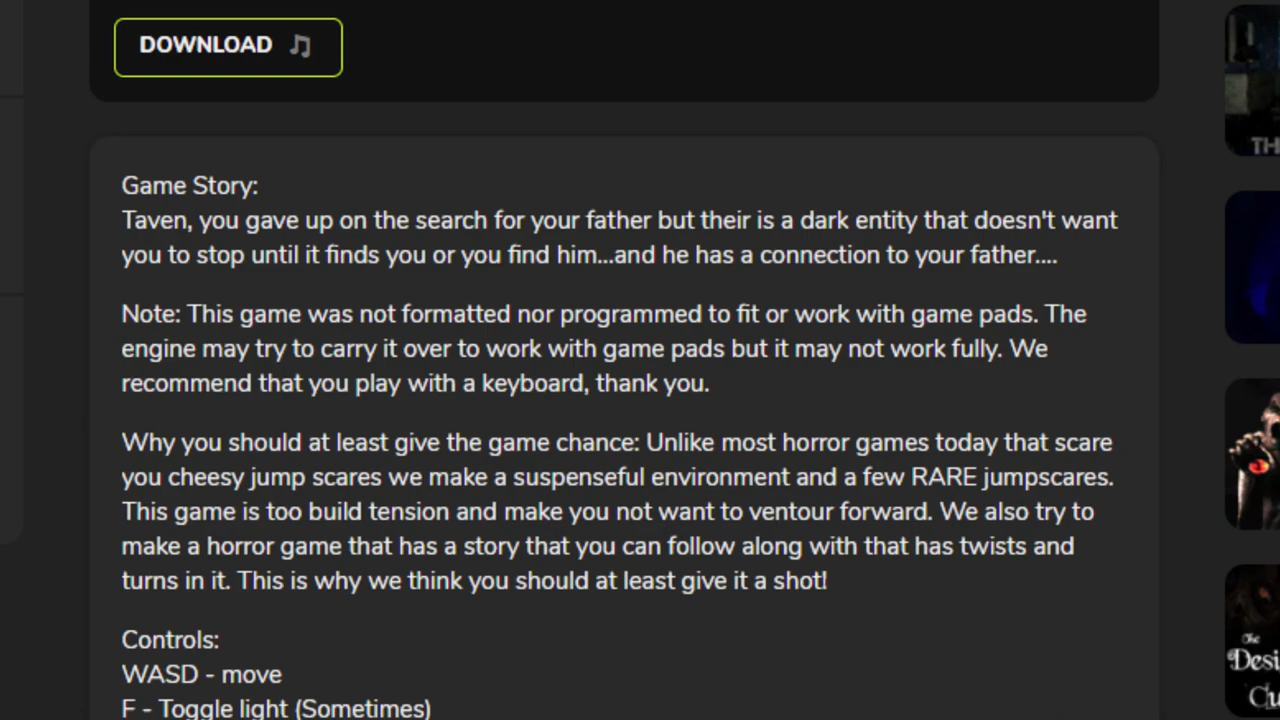 DOWNLOAD
Game Story:
Taven, you gave up on the search for your father but their is a dark entity that doesn't want
you to stop until it finds you or you find him...and he has a connection to your father....
Note: This game was not formatted nor programmed to fit or work with game pads. The
engine may try to carry it over to work with game pads but it may not work fully. We
recommend that you play with a keyboard, thank you.
Why you should at least give the game chance: Unlike most horror games today that scare
you cheesy jump scares we make a suspenseful environment and a few RARE jumpscares.
This game is too build tension and make you not want to ventour forward. We also try to
make a horror game that has a story that you can follow along with that has twists and
turns in it. This is why we think you should at least give it a shot!
Controls:
WASD - move
F - Toggle light (Sometimes)
TH
The
Desi
Cu